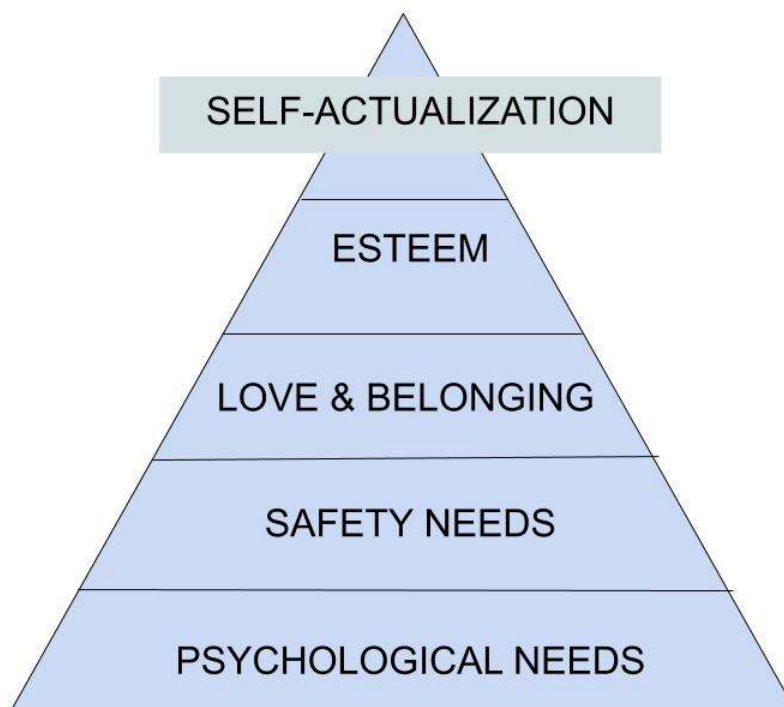 SELF-ACTUALIZATION
ESTEEM
LOVE & BELONGING
SAFETY NEEDS
PSYCHOLOGICAL NEEDS